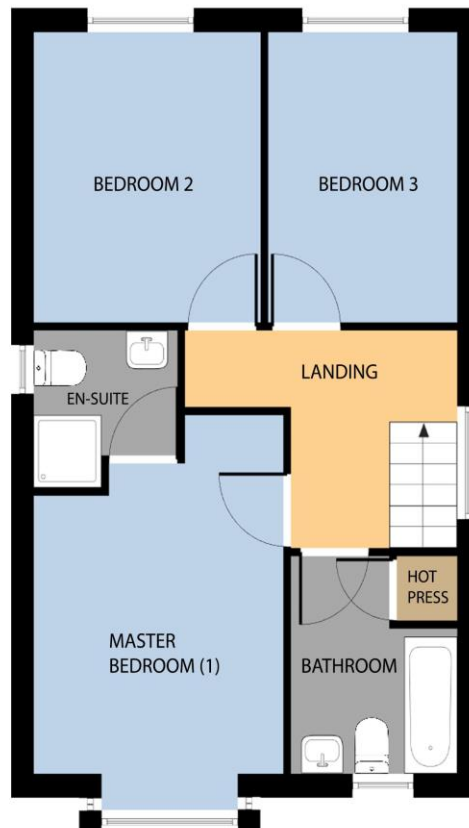 BEDROOM 2
BEDROOM 3
LANDING
EN-SUITE
HOT
PRESS
MASTER
BEDROOM (1)
BATHROOM